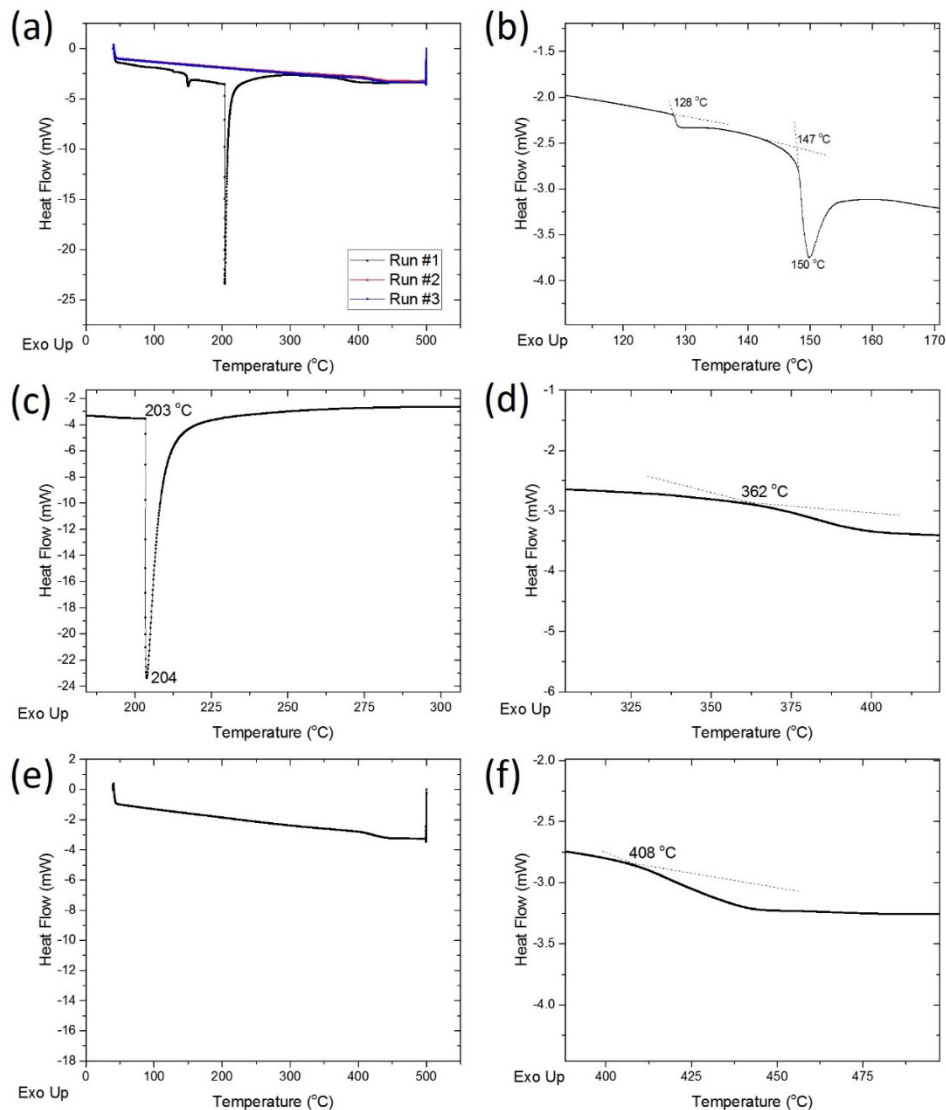 (a)
0
-5
-10
-15
-20
-25
Heat Flow (mW)
Run #1
Run #2
Run #3
0 100 200 300 400 500
Exo Up
Temperature (°C)
(b)
-1.5
-2.0
-2.5
-3.0
-3.5
-4.0
Heat Flow (mW)
128 °C
147 °C
150 °C
120 130 140 150 160 170
Exo Up
Temperature (°C)
(c)
-2
-4
-6
-8
-10
-12
-14
-16
-18
-20
-22
-24
Heat Flow (mW)
203 °C
204
200 225 250 275 300
Exo Up
Temperature (°C)
(d)
-1
-2
-3
-4
-5
-6
Heat Flow (mW)
362 °C
325 350 375 400
Exo Up
Temperature (°C)
(e)
2
0
-2
-4
-6
-8
-10
-12
-14
-16
-18
Heat Flow (mW)
0 100 200 300 400 500
Exo Up
Temperature (°C)
(f)
-2.0
-2.5
-3.0
-3.5
-4.0
Heat Flow (mW)
408 °C
400 425 450 475
Exo Up
Temperature (°C)